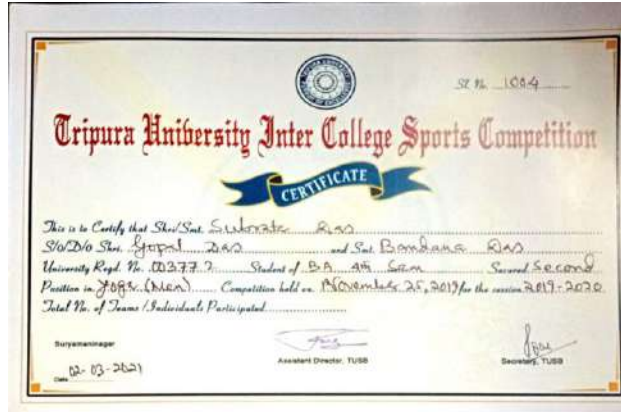 Sl. No. 1004
Tripura University Inter College Sports Competition
CERTIFICATE
This is to Certify that Shri/Smt. Subrata Das
S/o/D/o Shri. Gopal Das and Smt Bandana Das
University Regd. No. 003772 Student of BA 4th Sem Secured Second
Position in Yoga (Men) Competition held on November 25, 2019 for the session 2019-2020
Total No. of Teams / Individuals Participated
Suryamaninagar
Assistant Director, TUSB
Secretary, TUSB
Date 02-03-2021